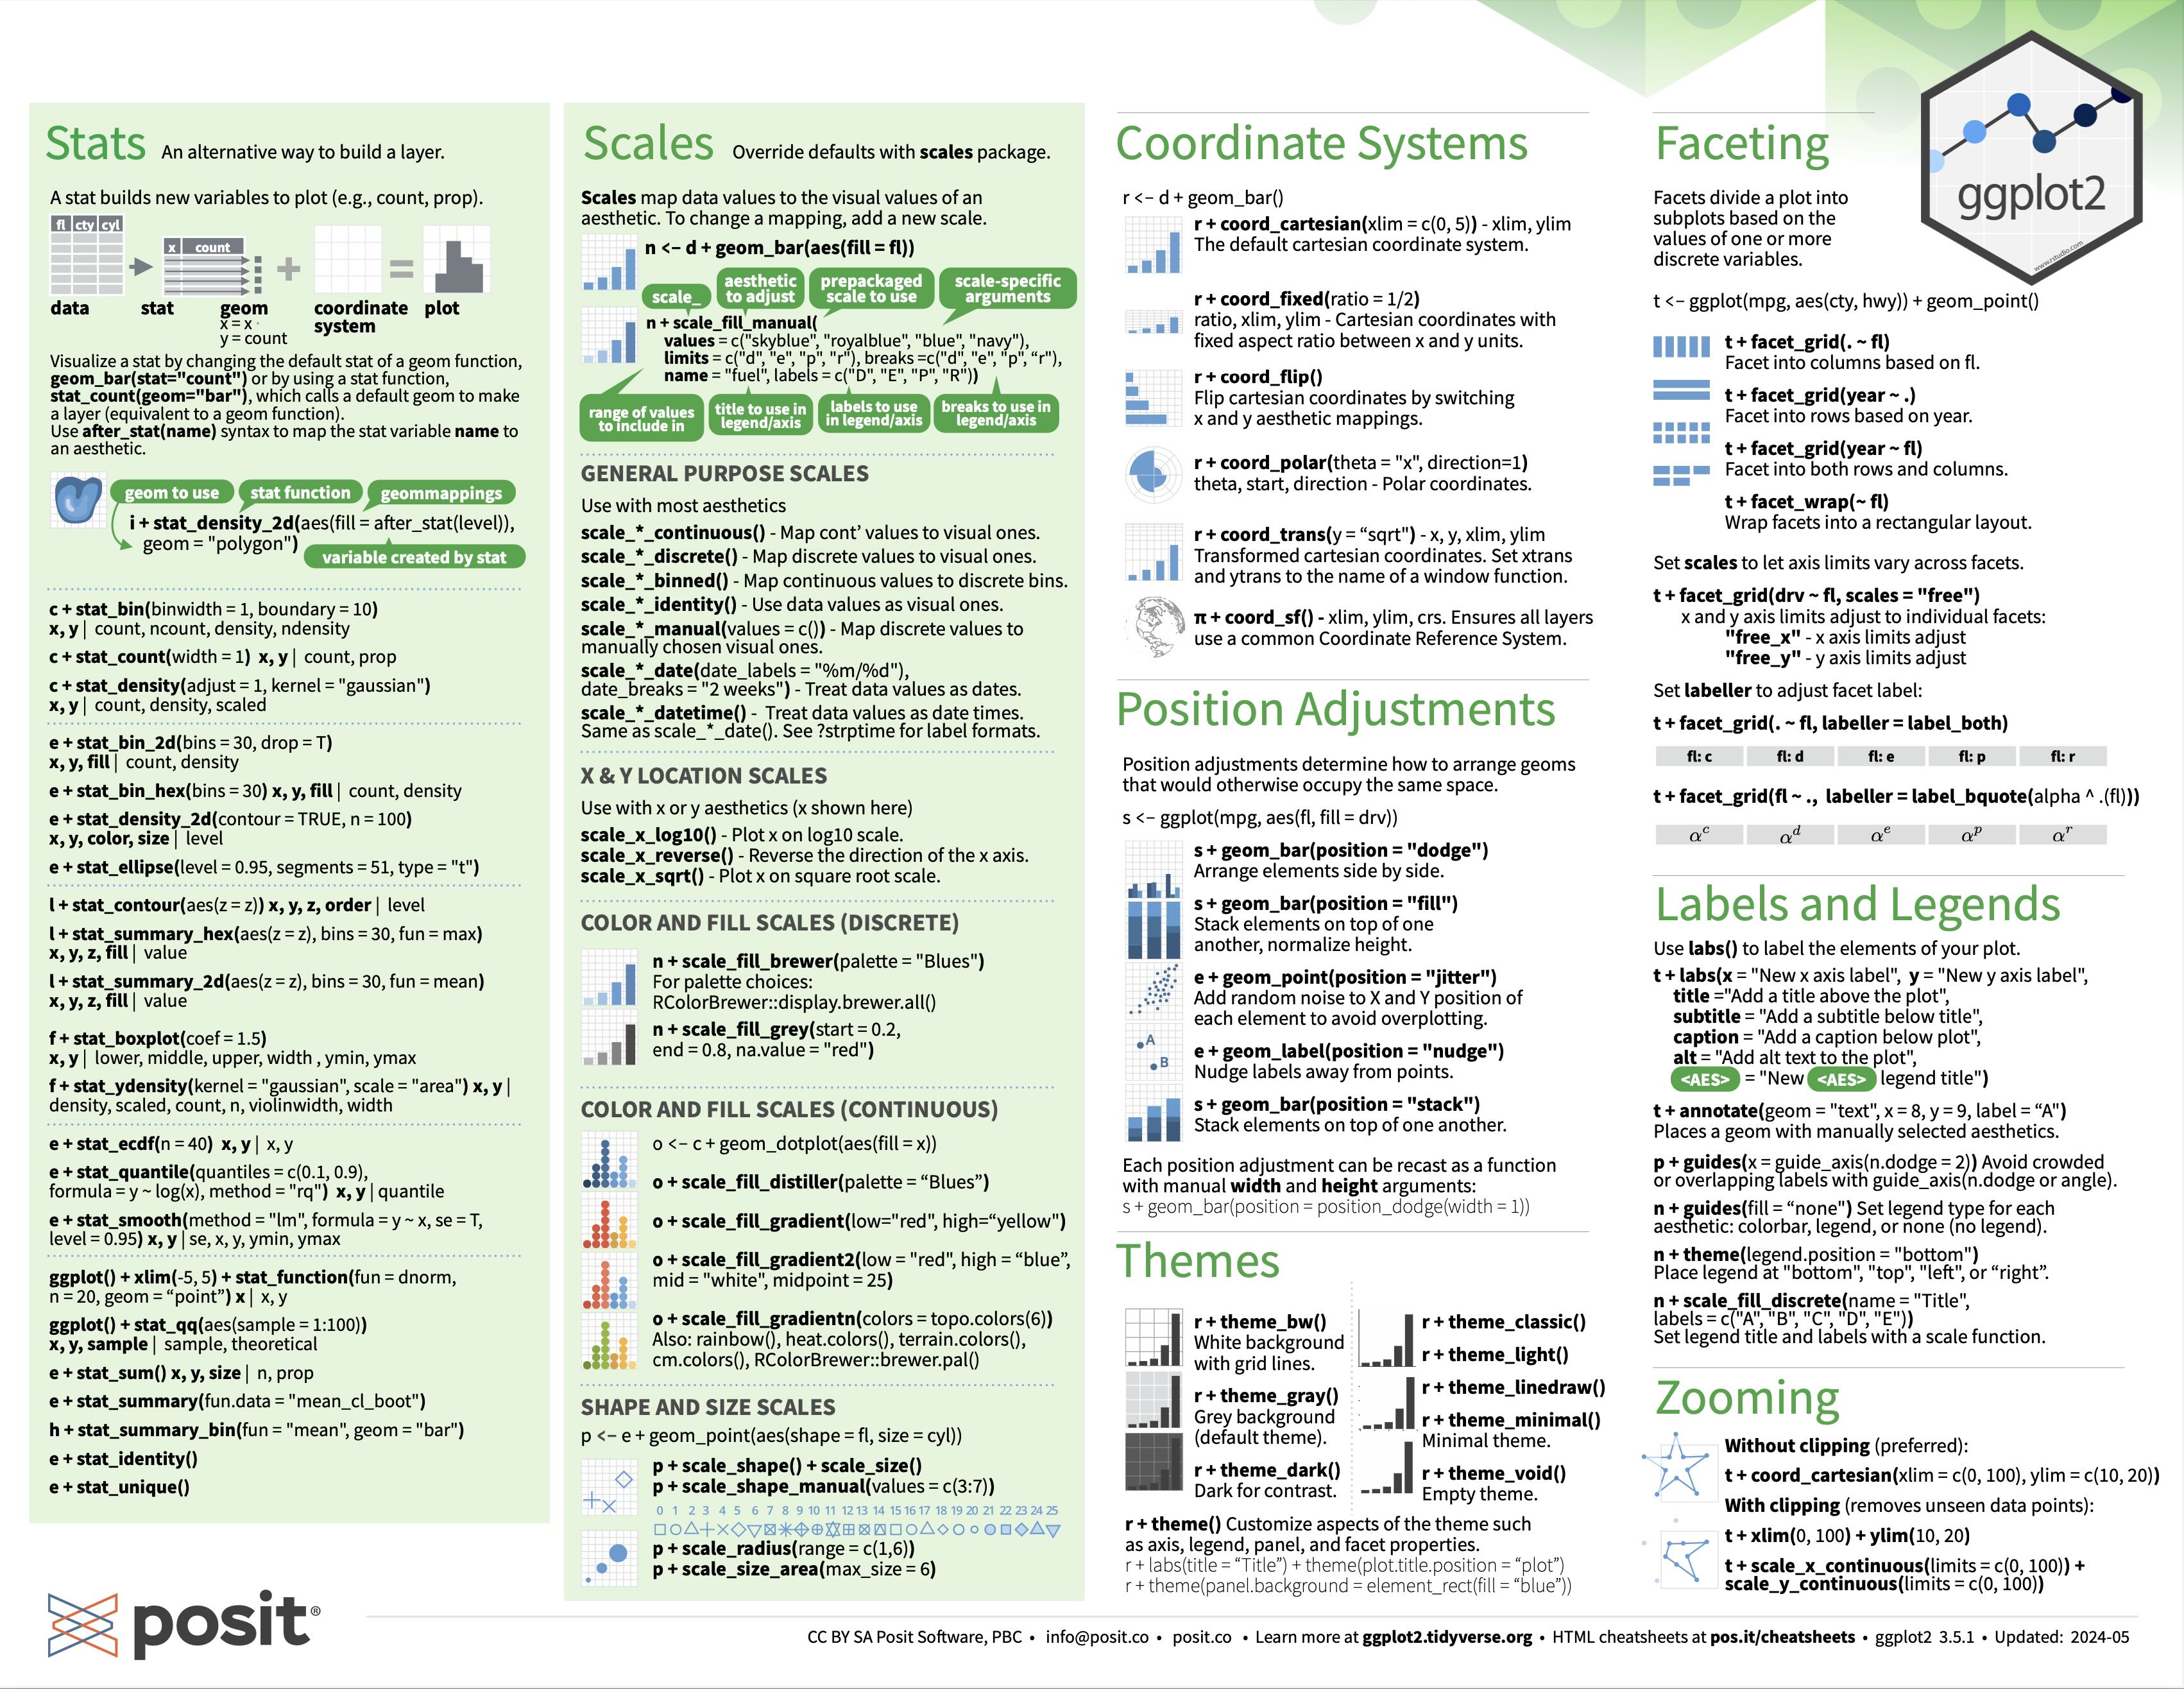 Stats An alternative way to build a layer.
A stat builds new variables to plot (e.g., count, prop).
fl cty cyl
x count
data stat geom coordinate system plot
x = x ·
y = count
Visualize a stat by changing the default stat of a geom function,
geom_bar(stat="count") or by using a stat function,
stat_count(geom="bar"), which calls a default geom to make
a layer (equivalent to a geom function).
Use after_stat(name) syntax to map the stat variable name to
an aesthetic.
geom to use stat function geommappings
i + stat_density_2d(aes(fill = after_stat(level)),
geom = "polygon")
variable created by stat
c + stat_bin(binwidth = 1, boundary = 10)
x, y | count, ncount, density, ndensity
c + stat_count(width = 1) x, y | count, prop
c + stat_density(adjust = 1, kernel = "gaussian")
x, y | count, density, scaled
e + stat_bin_2d(bins = 30, drop = T)
x, y, fill | count, density
e + stat_bin_hex(bins = 30) x, y, fill | count, density
e + stat_density_2d(contour = TRUE, n = 100)
x, y, color, size | level
e + stat_ellipse(level = 0.95, segments = 51, type = "t")
l + stat_contour(aes(z = z)) x, y, z, order | level
l + stat_summary_hex(aes(z = z), bins = 30, fun = max)
x, y, z, fill | value
l + stat_summary_2d(aes(z = z), bins = 30, fun = mean)
x, y, z, fill | value
f + stat_boxplot(coef = 1.5)
x, y | lower, middle, upper, width , ymin, ymax
f + stat_ydensity(kernel = "gaussian", scale = "area") x, y |
density, scaled, count, n, violinwidth, width
e + stat_ecdf(n = 40) x, y | x, y
e + stat_quantile(quantiles = c(0.1, 0.9),
formula = y ~ log(x), method = "rq") x, y | quantile
e + stat_smooth(method = "lm", formula = y ~ x, se = T,
level = 0.95) x, y | se, x, y, ymin, ymax
ggplot() + xlim(-5, 5) + stat_function(fun = dnorm,
n = 20, geom = “point”) x | x, y
ggplot() + stat_qq(aes(sample = 1:100))
x, y, sample | sample, theoretical
e + stat_sum() x, y, size | n, prop
e + stat_summary(fun.data = "mean_cl_boot")
h + stat_summary_bin(fun = "mean", geom = "bar")
e + stat_identity()
e + stat_unique()
Scales Override defaults with scales package.
Scales map data values to the visual values of an
aesthetic. To change a mapping, add a new scale.
n <- d + geom_bar(aes(fill = fl))
scale_ aesthetic to adjust prepackaged scale to use scale-specific arguments
n + scale_fill_manual(
values = c("skyblue", "royalblue", "blue", "navy"),
limits = c("d", "e", "p", "r"), breaks =c("d", "e", "p", “r"),
name = "fuel", labels = c("D", "E", "P", "R"))
range of values to include in title to use in legend/axis labels to use in legend/axis breaks to use in legend/axis
GENERAL PURPOSE SCALES
Use with most aesthetics
scale_*_continuous() - Map cont’ values to visual ones.
scale_*_discrete() - Map discrete values to visual ones.
scale_*_binned() - Map continuous values to discrete bins.
scale_*_identity() - Use data values as visual ones.
scale_*_manual(values = c()) - Map discrete values to
manually chosen visual ones.
scale_*_date(date_labels = "%m/%d"),
date_breaks = "2 weeks") - Treat data values as dates.
scale_*_datetime() - Treat data values as date times.
Same as scale_*_date(). See ?strptime for label formats.
X & Y LOCATION SCALES
Use with x or y aesthetics (x shown here)
scale_x_log10() - Plot x on log10 scale.
scale_x_reverse() - Reverse the direction of the x axis.
scale_x_sqrt() - Plot x on square root scale.
COLOR AND FILL SCALES (DISCRETE)
n + scale_fill_brewer(palette = "Blues")
For palette choices:
RColorBrewer::display.brewer.all()
n + scale_fill_grey(start = 0.2,
end = 0.8, na.value = "red")
COLOR AND FILL SCALES (CONTINUOUS)
o <- c + geom_dotplot(aes(fill = x))
o + scale_fill_distiller(palette = “Blues”)
o + scale_fill_gradient(low="red", high=“yellow")
o + scale_fill_gradient2(low = "red", high = “blue”,
mid = "white", midpoint = 25)
o + scale_fill_gradientn(colors = topo.colors(6))
Also: rainbow(), heat.colors(), terrain.colors(),
cm.colors(), RColorBrewer::brewer.pal()
SHAPE AND SIZE SCALES
p <- e + geom_point(aes(shape = fl, size = cyl))
p + scale_shape() + scale_size()
p + scale_shape_manual(values = c(3:7))
0 1 2 3 4 5 6 7 8 9 10 11 12 13 14 15 16 17 18 19 20 21 22 23 24 25
p + scale_radius(range = c(1,6))
p + scale_size_area(max_size = 6)
Coordinate Systems
r <- d + geom_bar()
r + coord_cartesian(xlim = c(0, 5)) - xlim, ylim
The default cartesian coordinate system.
r + coord_fixed(ratio = 1/2)
ratio, xlim, ylim - Cartesian coordinates with
fixed aspect ratio between x and y units.
r + coord_flip()
Flip cartesian coordinates by switching
x and y aesthetic mappings.
r + coord_polar(theta = "x", direction=1)
theta, start, direction - Polar coordinates.
r + coord_trans(y = “sqrt") - x, y, xlim, ylim
Transformed cartesian coordinates. Set xtrans
and ytrans to the name of a window function.
π + coord_sf() - xlim, ylim, crs. Ensures all layers
use a common Coordinate Reference System.
Position Adjustments
Position adjustments determine how to arrange geoms
that would otherwise occupy the same space.
s <- ggplot(mpg, aes(fl, fill = drv))
s + geom_bar(position = "dodge")
Arrange elements side by side.
s + geom_bar(position = "fill")
Stack elements on top of one
another, normalize height.
e + geom_point(position = "jitter")
Add random noise to X and Y position of
each element to avoid overplotting.
A
B
e + geom_label(position = "nudge")
Nudge labels away from points.
s + geom_bar(position = "stack")
Stack elements on top of one another.
Each position adjustment can be recast as a function
with manual width and height arguments:
s + geom_bar(position = position_dodge(width = 1))
Themes
r + theme_bw()
White background
with grid lines.
r + theme_gray()
Grey background
(default theme).
r + theme_dark()
Dark for contrast.
r + theme_classic()
r + theme_light()
r + theme_linedraw()
r + theme_minimal()
Minimal theme.
r + theme_void()
Empty theme.
r + theme() Customize aspects of the theme such
as axis, legend, panel, and facet properties.
r + labs(title = “Title”) + theme(plot.title.position = “plot”)
r + theme(panel.background = element_rect(fill = “blue”))
Faceting
ggplot2
www.rstudio.com
Facets divide a plot into
subplots based on the
values of one or more
discrete variables.
t <- ggplot(mpg, aes(cty, hwy)) + geom_point()
t + facet_grid(. ~ fl)
Facet into columns based on fl.
t + facet_grid(year ~ .)
Facet into rows based on year.
t + facet_grid(year ~ fl)
Facet into both rows and columns.
t + facet_wrap(~ fl)
Wrap facets into a rectangular layout.
Set scales to let axis limits vary across facets.
t + facet_grid(drv ~ fl, scales = "free")
x and y axis limits adjust to individual facets:
"free_x" - x axis limits adjust
"free_y" - y axis limits adjust
Set labeller to adjust facet label:
t + facet_grid(. ~ fl, labeller = label_both)
fl: c fl: d fl: e fl: p fl: r
t + facet_grid(fl ~ ., labeller = label_bquote(alpha ^ .(fl)))
αᶜ αᵈ αᵉ αᵖ αʳ
Labels and Legends
Use labs() to label the elements of your plot.
t + labs(x = "New x axis label", y = "New y axis label",
title ="Add a title above the plot",
subtitle = "Add a subtitle below title",
caption = "Add a caption below plot",
alt = "Add alt text to the plot",
<AES> = "New <AES> legend title")
t + annotate(geom = "text", x = 8, y = 9, label = “A")
Places a geom with manually selected aesthetics.
p + guides(x = guide_axis(n.dodge = 2)) Avoid crowded
or overlapping labels with guide_axis(n.dodge or angle).
n + guides(fill = “none") Set legend type for each
aesthetic: colorbar, legend, or none (no legend).
n + theme(legend.position = "bottom")
Place legend at "bottom", "top", "left", or “right”.
n + scale_fill_discrete(name = "Title",
labels = c("A", "B", "C", "D", "E"))
Set legend title and labels with a scale function.
Zooming
Without clipping (preferred):
t + coord_cartesian(xlim = c(0, 100), ylim = c(10, 20))
With clipping (removes unseen data points):
t + xlim(0, 100) + ylim(10, 20)
t + scale_x_continuous(limits = c(0, 100)) +
scale_y_continuous(limits = c(0, 100))
posit®
CC BY SA Posit Software, PBC • info@posit.co • posit.co • Learn more at ggplot2.tidyverse.org • HTML cheatsheets at pos.it/cheatsheets • ggplot2 3.5.1 • Updated: 2024-05